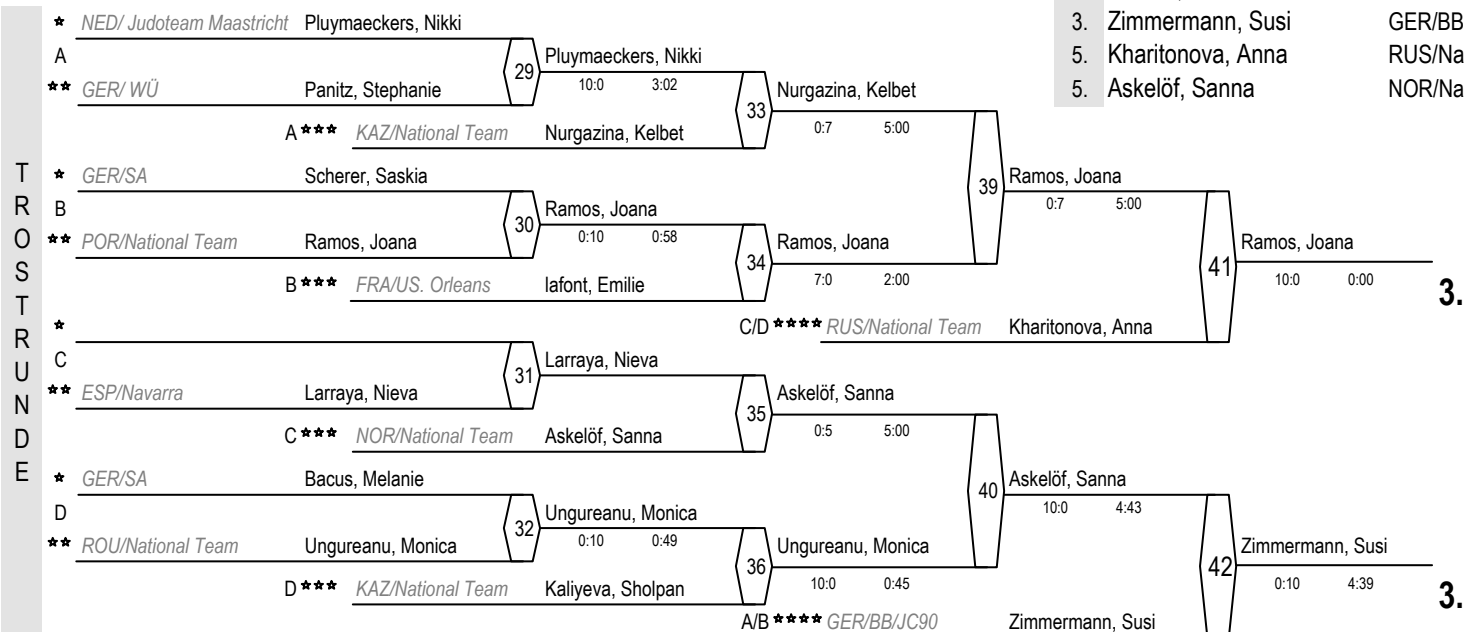 ★ NED/ Judoteam Maastricht Pluymaeckers, Nikki
3. Zimmermann, Susi GER/BB
A
29 Pluymaeckers, Nikki
5. Kharitonova, Anna RUS/Na
★★ GER/ WÜ Panitz, Stephanie
10:0 3:02
Nurgazina, Kelbet
5. Askelöf, Sanna NOR/Na
33
0:7 5:00
A ★★★ KAZ/National Team Nurgazina, Kelbet
TROSTRUNDE
★ GER/SA Scherer, Saskia
39 Ramos, Joana
0:7 5:00
B
30 Ramos, Joana
0:10 0:58
★★ POR/National Team Ramos, Joana
Ramos, Joana
41 Ramos, Joana
34
7:0 2:00
10:0 0:00
3.
B ★★★ FRA/US. Orleans lafont, Emilie
★
C/D ★★★★ RUS/National Team Kharitonova, Anna
C
31 Larraya, Nieva
★★ ESP/Navarra Larraya, Nieva
Askelöf, Sanna
35
0:5 5:00
C ★★★ NOR/National Team Askelöf, Sanna
★ GER/SA Bacus, Melanie
40 Askelöf, Sanna
10:0 4:43
D
32 Ungureanu, Monica
0:10 0:49
★★ ROU/National Team Ungureanu, Monica
Ungureanu, Monica
42 Zimmermann, Susi
36
10:0 0:45
0:10 4:39
3.
D ★★★ KAZ/National Team Kaliyeva, Sholpan
A/B ★★★★ GER/BB/JC90 Zimmermann, Susi